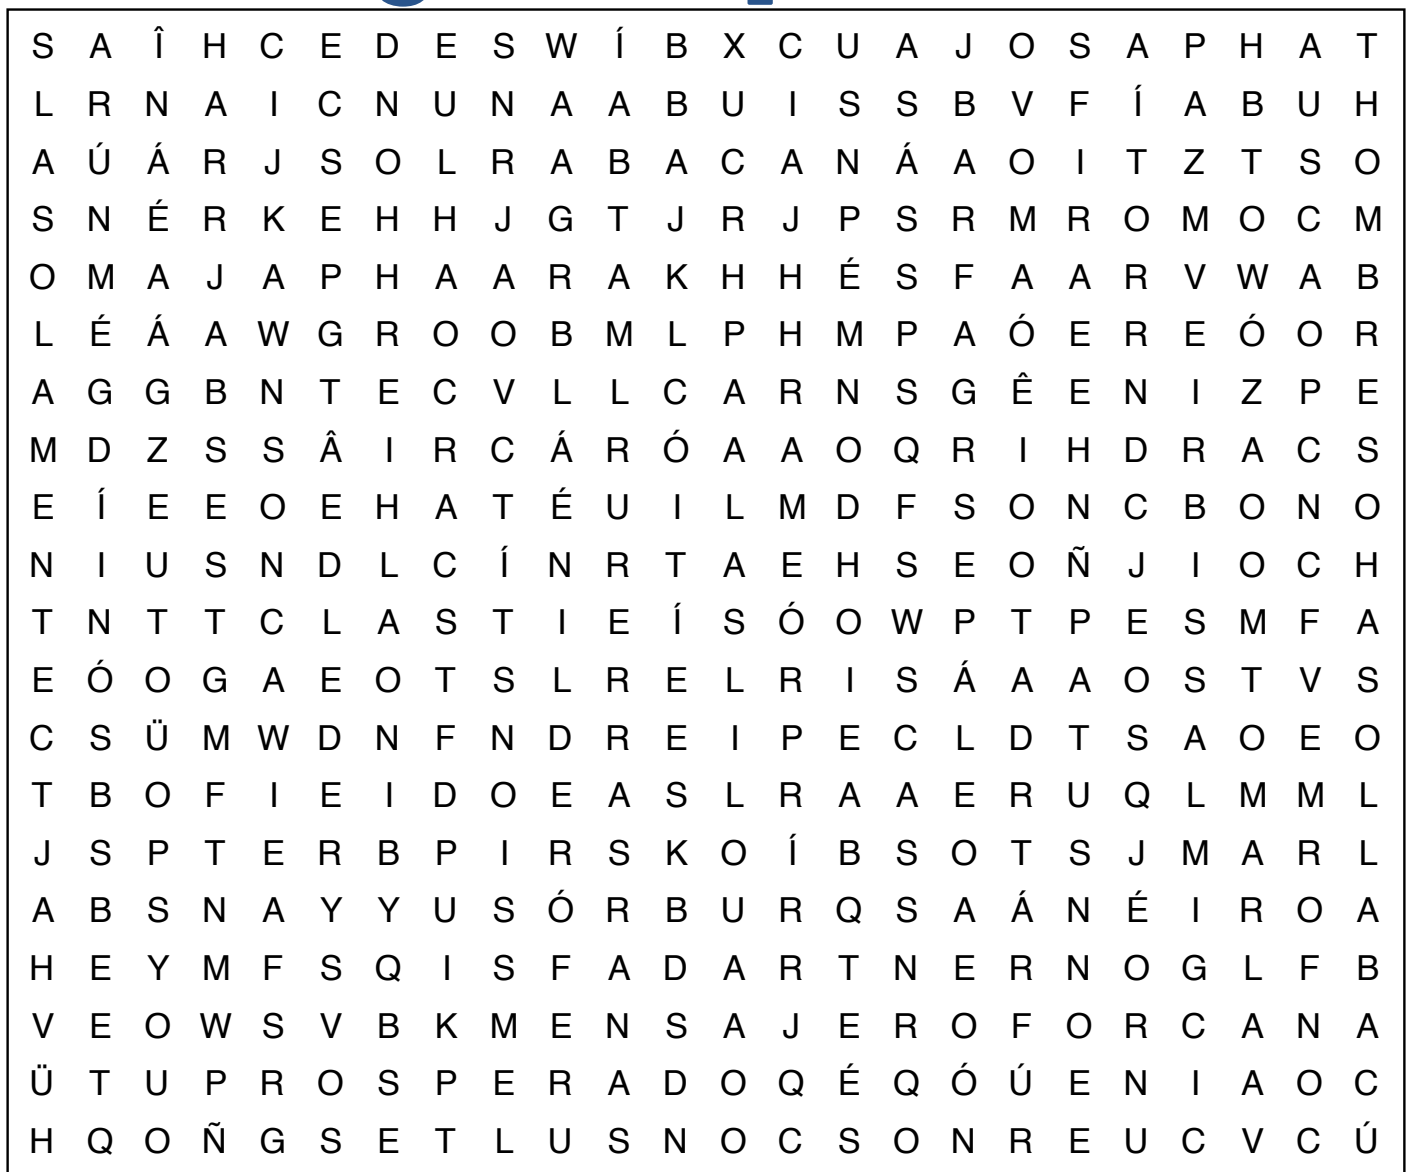 S A Î H C E D E S W Í B X C U A J O S A P H A T
L R N A I C N U N A A B U I S S B V F Í A B U H
A Ú Á R J S O L R A B A C A N Á A O I T Z T S O
S N É R K E H H J G T J R J P S R M R O M O C M
O M A J A P H A A R A K H H É S F A A R V W A B
L É Á A W G R O O B M L P H M P A Ó E R E Ó O R
A G G B N T E C V L L C A R N S G Ê E N I Z P E
M D Z S S Â I R C Á R Ó A A O Q R I H D R A C S
E Í E E O E H A T É U I L M D F S O N C B O N O
N I U S N D L C Í N R T A E H S E O Ñ J I O C H
T N T T C L A S T I E Í S Ó O W P T P E S M F A
E Ó O G A E O T S L R E L R I S Á A A O S T V S
C S Ü M W D N F N D R E I P E C L D T S A O E O
T B O F I E I D O E A S L R A A E R U Q L M M L
J S P T E R B P I R S K O Í B S O T S J M A R L
A B S N A Y Y U S Ó R B U R Q S A Á N É I R O A
H E Y M F S Q I S F A D A R T N E R N O G L F B
V E O W S V B K M E N S A J E R O F O R C A N A
Ü T U P R O S P E R A D O Q É Q Ó Ú E N I A O C
H Q O Ñ G S E T L U S N O C S O N R E U C V C Ú